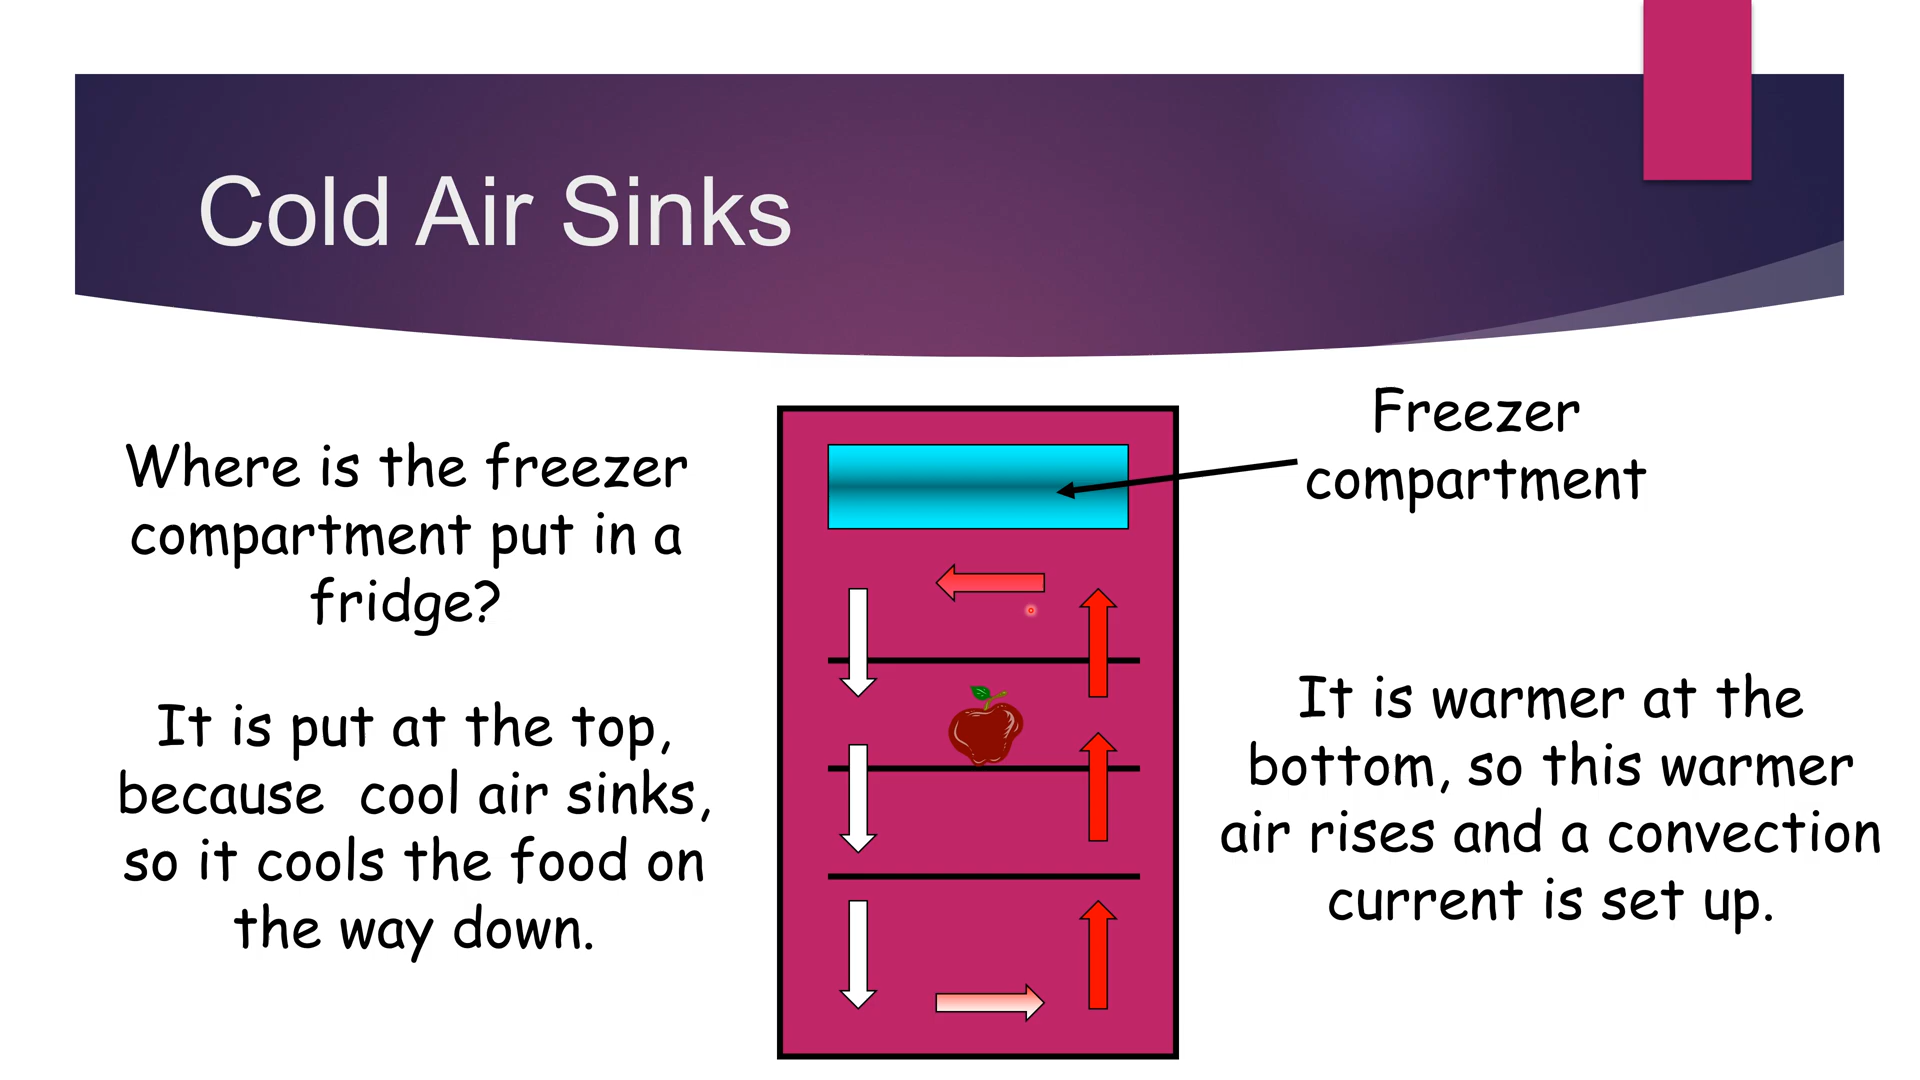 Cold Air Sinks
Where is the freezer
compartment put in a
fridge?
It is put at the top,
because  cool air sinks,
so it cools the food on
the way down.
Freezer
compartment
It is warmer at the
bottom, so this warmer
air rises and a convection
current is set up.